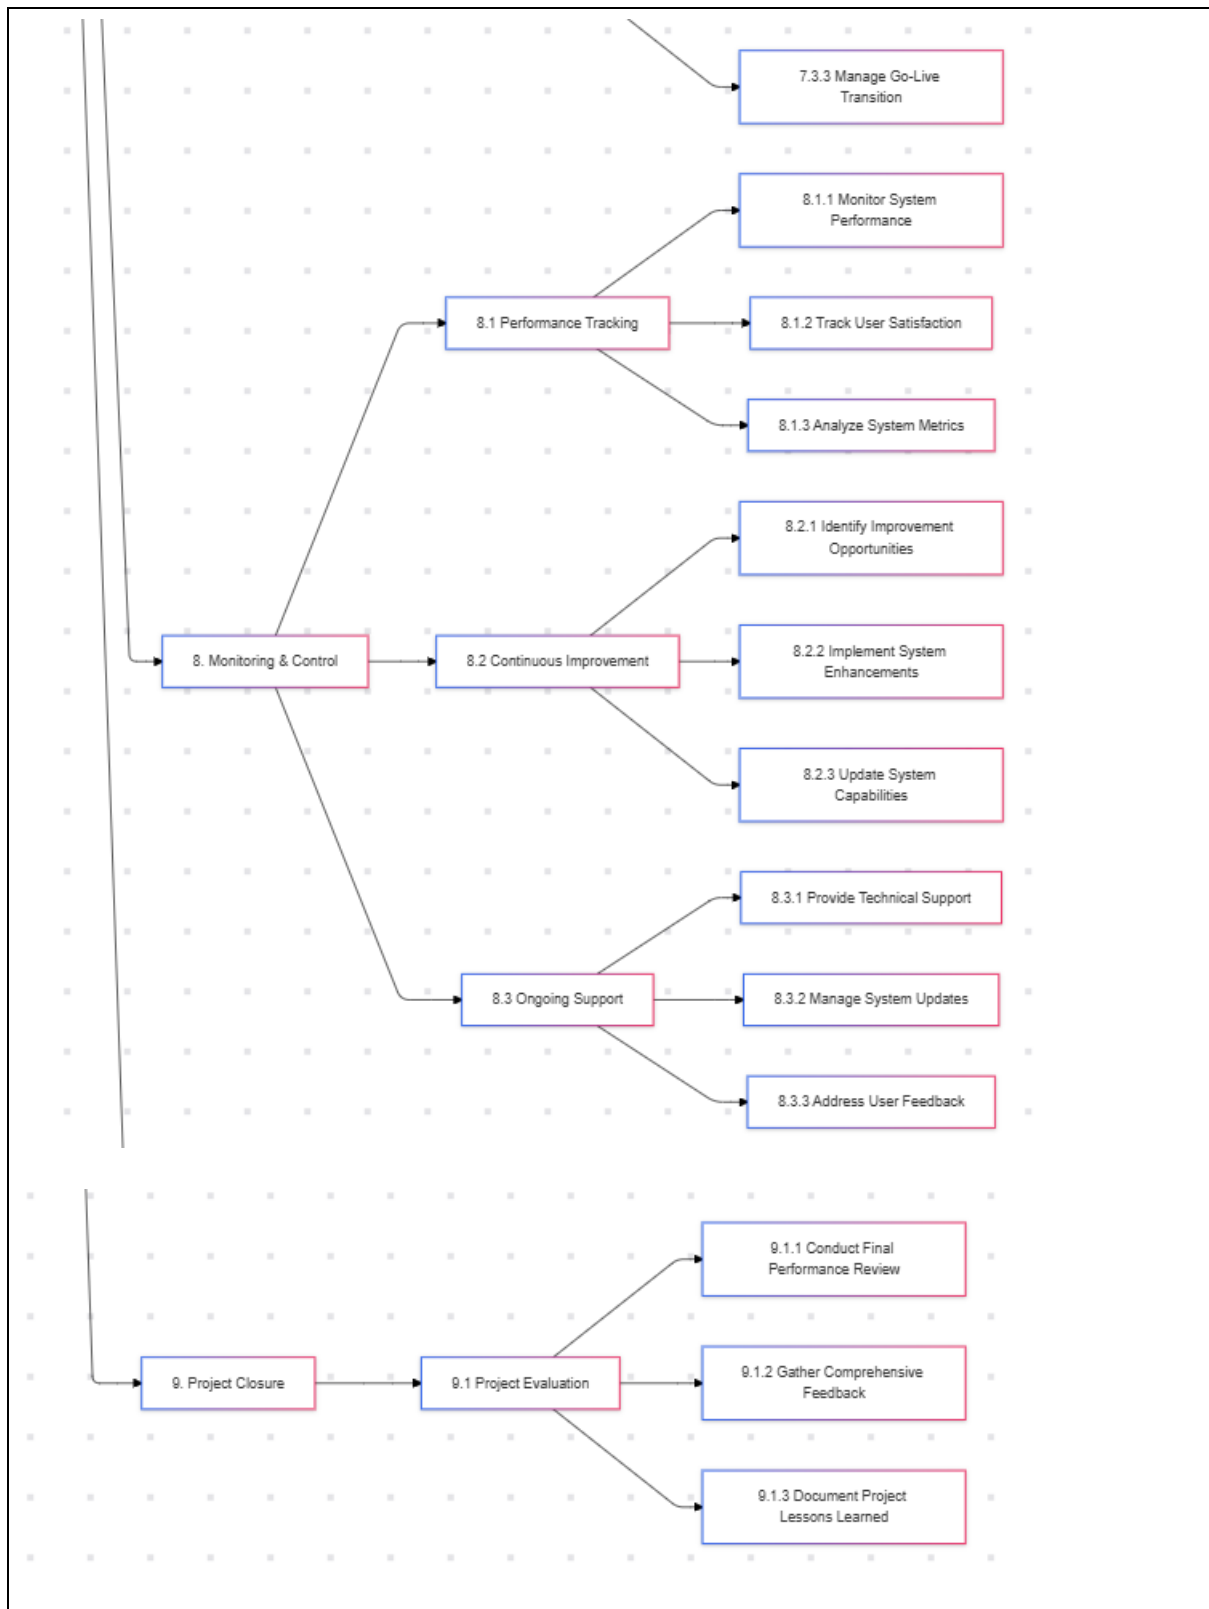 7.3.3 Manage Go-Live
Transition
8.1.1 Monitor System
Performance
8.1 Performance Tracking
8.1.2 Track User Satisfaction
8.1.3 Analyze System Metrics
8.2.1 Identify Improvement
Opportunities
8. Monitoring & Control
8.2 Continuous Improvement
8.2.2 Implement System
Enhancements
8.2.3 Update System
Capabilities
8.3.1 Provide Technical Support
8.3 Ongoing Support
8.3.2 Manage System Updates
8.3.3 Address User Feedback
9.1.1 Conduct Final
Performance Review
9. Project Closure
9.1 Project Evaluation
9.1.2 Gather Comprehensive
Feedback
9.1.3 Document Project
Lessons Learned